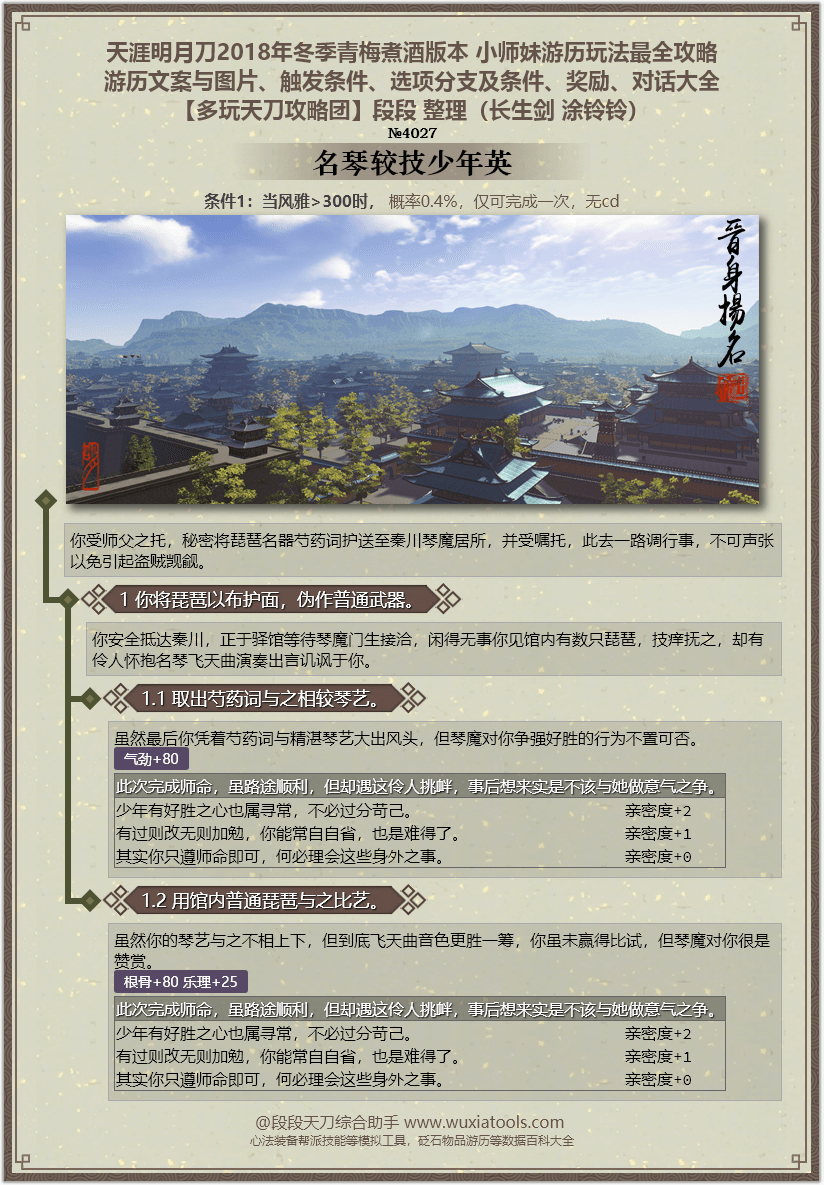 天涯明月刀2018年冬季青梅煮酒版本 小师妹游历玩法最全攻略
游历文案与图片、触发条件、选项分支及条件、奖励、对话大全
【多玩天刀攻略团】段段 整理（长生剑 涂铃铃）
№4027
名琴较技少年英
条件1：当风雅>300时， 概率0.4%，仅可完成一次，无cd
晋身揚名
你受师父之托，秘密将琵琶名器芍药词护送至秦川琴魔居所，并受嘱托，此去一路调行事，不可声张
以免引起盗贼觊觎。
1 你将琵琶以布护面，伪作普通武器。
你安全抵达秦川，正于驿馆等待琴魔门生接洽，闲得无事你见馆内有数只琵琶，技痒抚之，却有
伶人怀抱名琴飞天曲演奏出言讥讽于你。
1.1 取出芍药词与之相较琴艺。
虽然最后你凭着芍药词与精湛琴艺大出风头，但琴魔对你争强好胜的行为不置可否。
气劲+80
此次完成师命，虽路途顺利，但却遇这伶人挑衅，事后想来实是不该与她做意气之争。
少年有好胜之心也属寻常，不必过分苛己。 亲密度+2
有过则改无则加勉，你能常自自省，也是难得了。 亲密度+1
其实你只遵师命即可，何必理会这些身外之事。 亲密度+0
1.2 用馆内普通琵琶与之比艺。
虽然你的琴艺与之不相上下，但到底飞天曲音色更胜一筹，你虽未赢得比试，但琴魔对你很是
赞赏。
根骨+80 乐理+25
此次完成师命，虽路途顺利，但却遇这伶人挑衅，事后想来实是不该与她做意气之争。
少年有好胜之心也属寻常，不必过分苛己。 亲密度+2
有过则改无则加勉，你能常自自省，也是难得了。 亲密度+1
其实你只遵师命即可，何必理会这些身外之事。 亲密度+0
@段段天刀综合助手 www.wuxiatools.com
心法装备帮派技能等模拟工具，砭石物品游历等数据百科大全